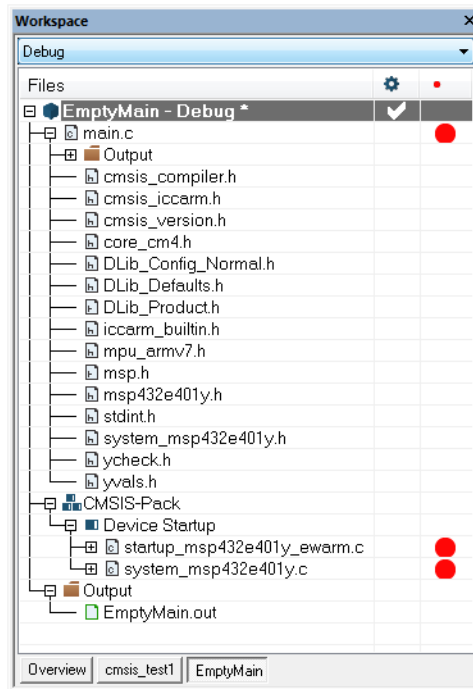 Workspace
Debug
Files
EmptyMain - Debug *
main.c
Output
cmsis_compiler.h
cmsis_iccarm.h
cmsis_version.h
core_cm4.h
DLib_Config_Normal.h
DLib_Defaults.h
DLib_Product.h
iccarm_builtin.h
mpu_armv7.h
msp.h
msp432e401y.h
stdint.h
system_msp432e401y.h
ycheck.h
yvals.h
CMSIS-Pack
Device Startup
startup_msp432e401y_ewarm.c
system_msp432e401y.c
Output
EmptyMain.out
Overview cmsis_test1 EmptyMain